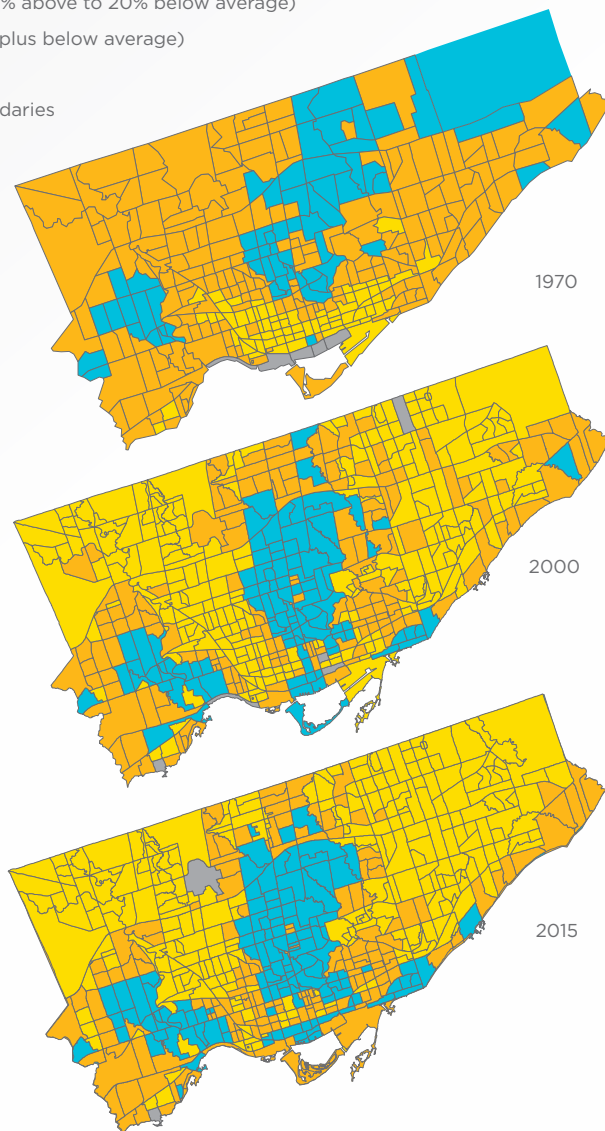 % above to 20% below average)
plus below average)
daries
1970
2000
2015